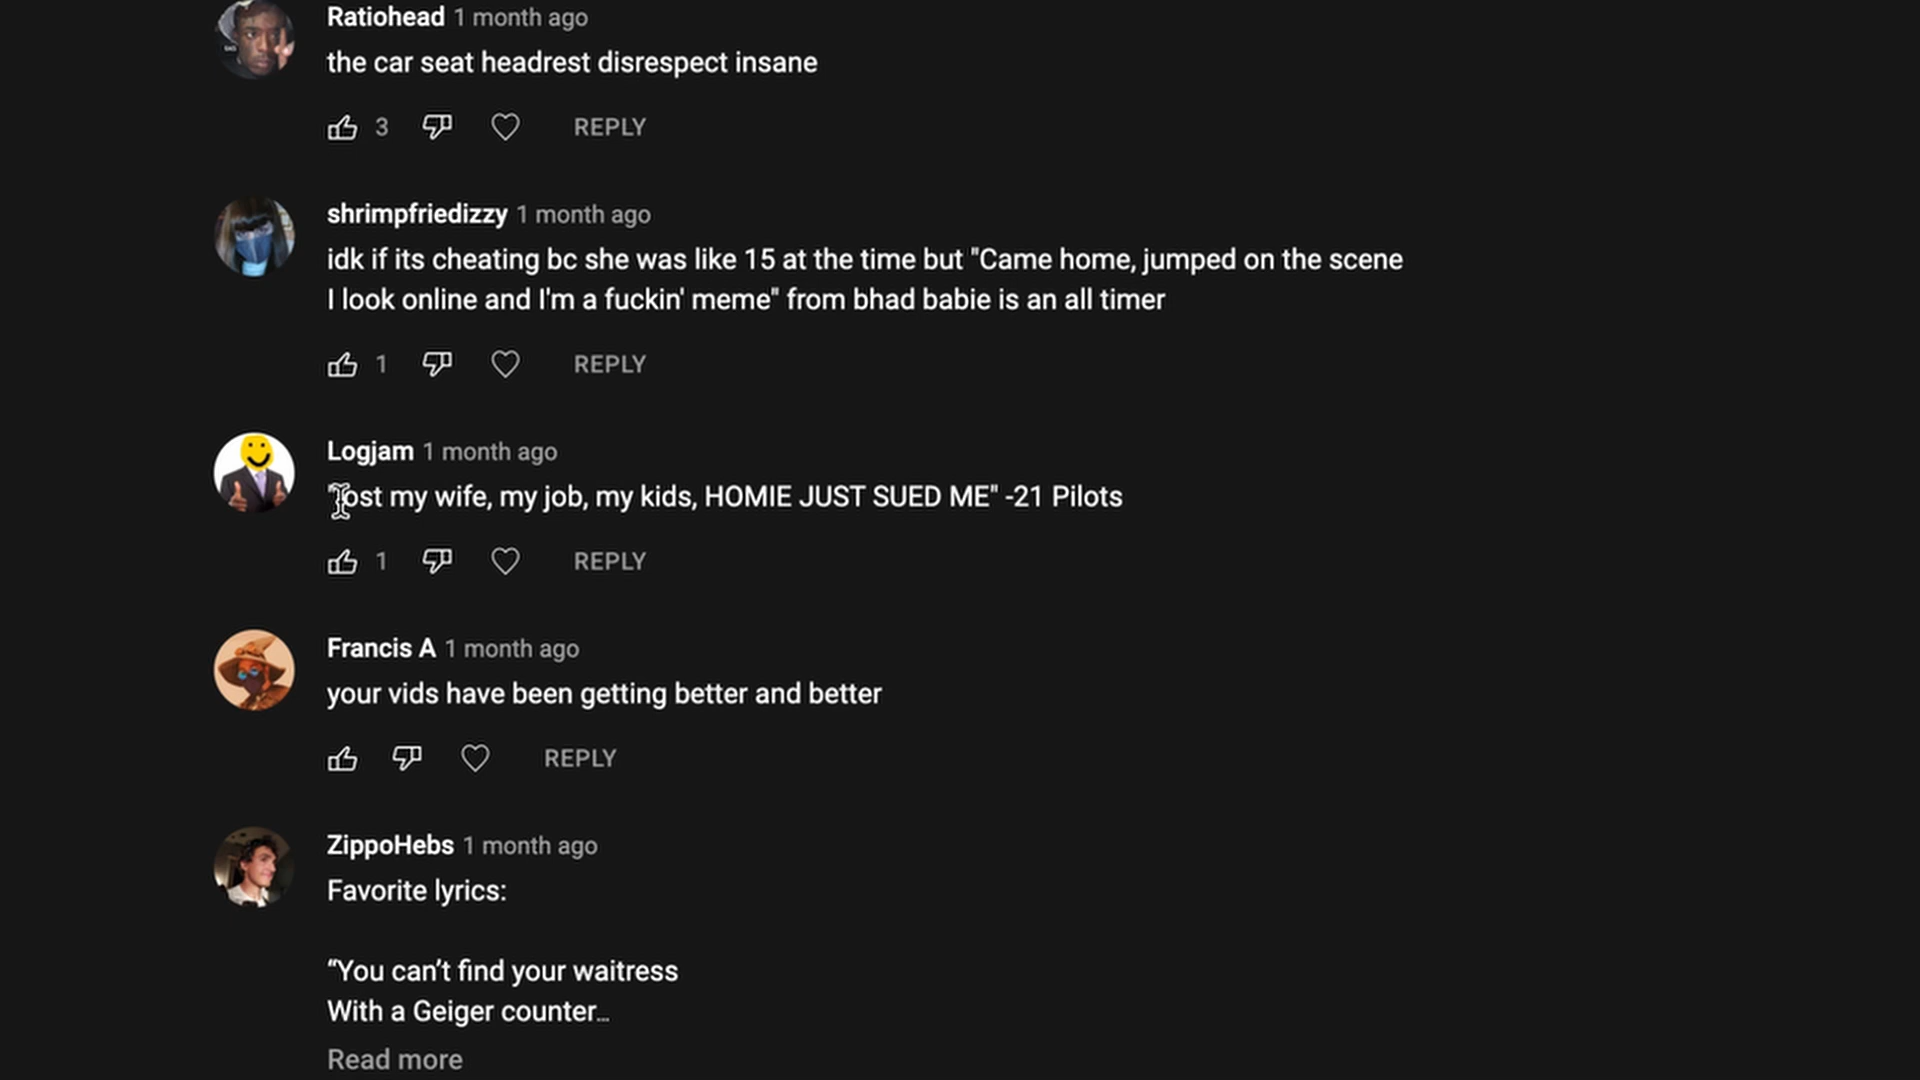 Ratiohead 1 month ago
the car seat headrest disrespect insane
3 REPLY
shrimpfriedizzy 1 month ago
idk if its cheating bc she was like 15 at the time but "Came home, jumped on the scene
I look online and I'm a fuckin' meme" from bhad babie is an all timer
1 REPLY
Logjam 1 month ago
"lost my wife, my job, my kids, HOMIE JUST SUED ME" -21 Pilots
1 REPLY
Francis A 1 month ago
your vids have been getting better and better
REPLY
ZippoHebs 1 month ago
Favorite lyrics:
“You can’t find your waitress
With a Geiger counter…
Read more